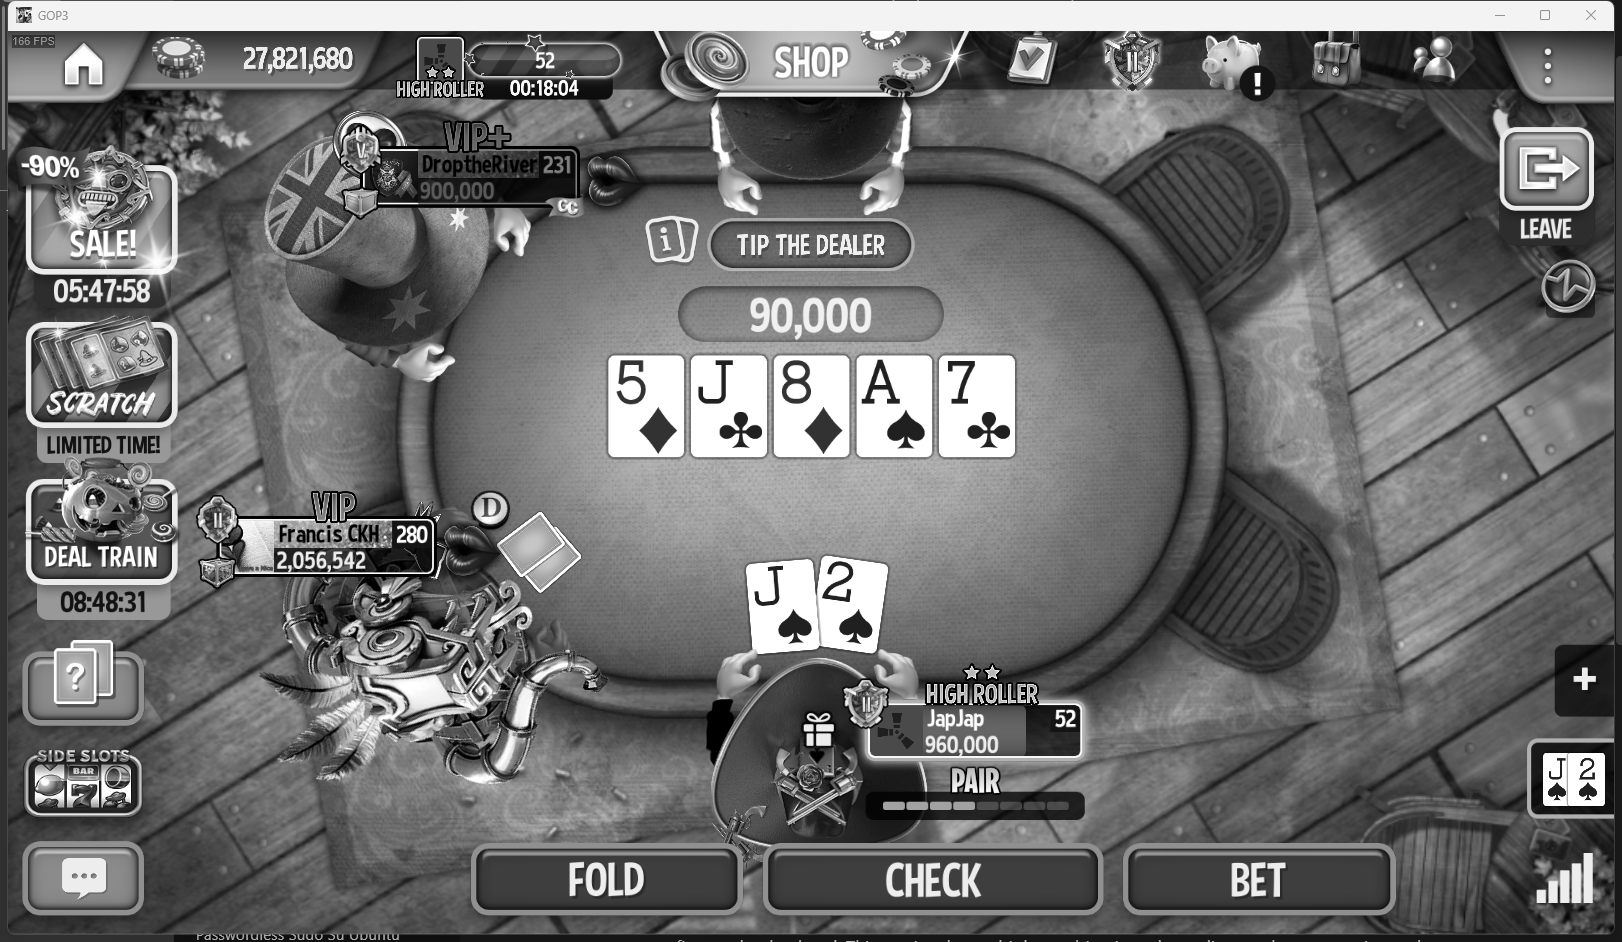 GOP3
166 FPS
27,821,680
52
HIGH ROLLER
00:18:04
SHOP
!
-90%
SALE!
05:47:58
V
VIP+
DroptheRiver 231
900,000
GC
LEAVE
i
TIP THE DEALER
90,000
5 J 8 A 7
SCRATCH
LIMITED TIME!
DEAL TRAIN
08:48:31
II
VIP
Francis CKH 280
2,056,542
D
J 2
?
SIDE SLOTS
BAR
7
HIGH ROLLER
II
JapJap 52
960,000
PAIR
+
J 2
FOLD
CHECK
BET
Passwordless Sudo Su Ubuntu